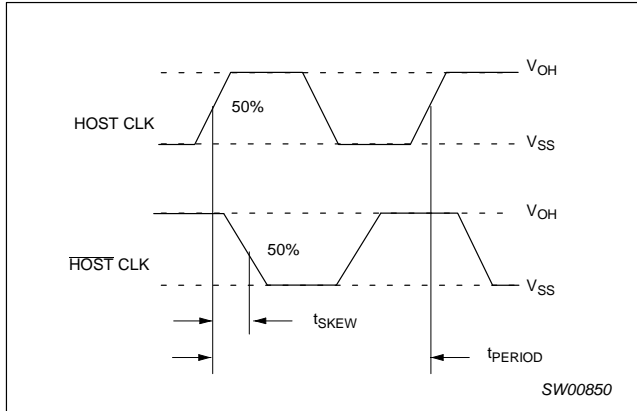 V_OH
50%
HOST CLK
V_SS
V_OH
50%
HOST CLK
V_SS
t_SKEW
t_PERIOD
SW00850